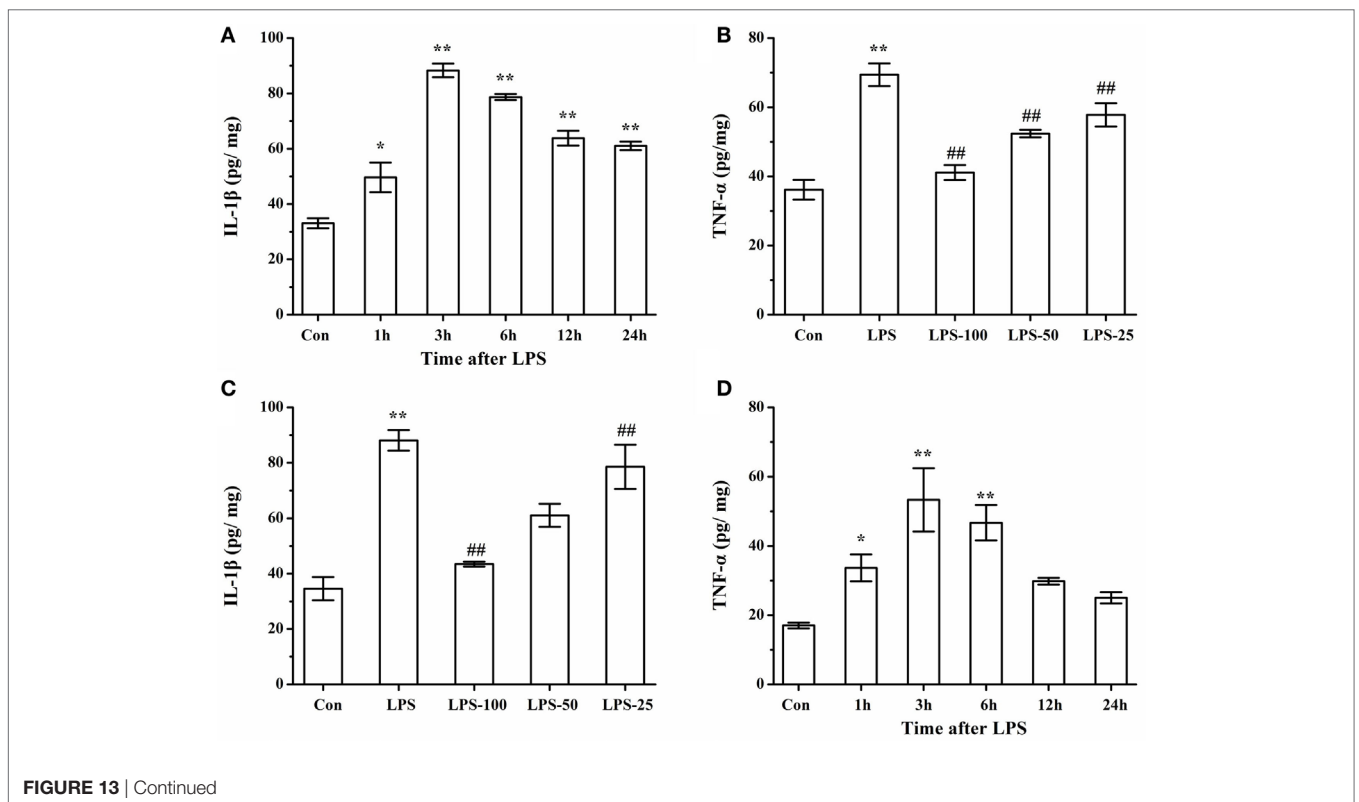 A
100
80
60
40
20
0
IL-1β (pg/ mg)
*
**
**
**
**
Con 1h 3h 6h 12h 24h
Time after LPS
B
80
60
40
20
0
TNF-α (pg/mg)
**
##
##
##
Con LPS LPS-100 LPS-50 LPS-25
C
100
80
60
40
20
0
IL-1β (pg/ mg)
**
##
##
Con LPS LPS-100 LPS-50 LPS-25
D
80
60
40
20
0
TNF-α (pg/ mg)
*
**
**
Con 1h 3h 6h 12h 24h
Time after LPS
FIGURE 13 | Continued